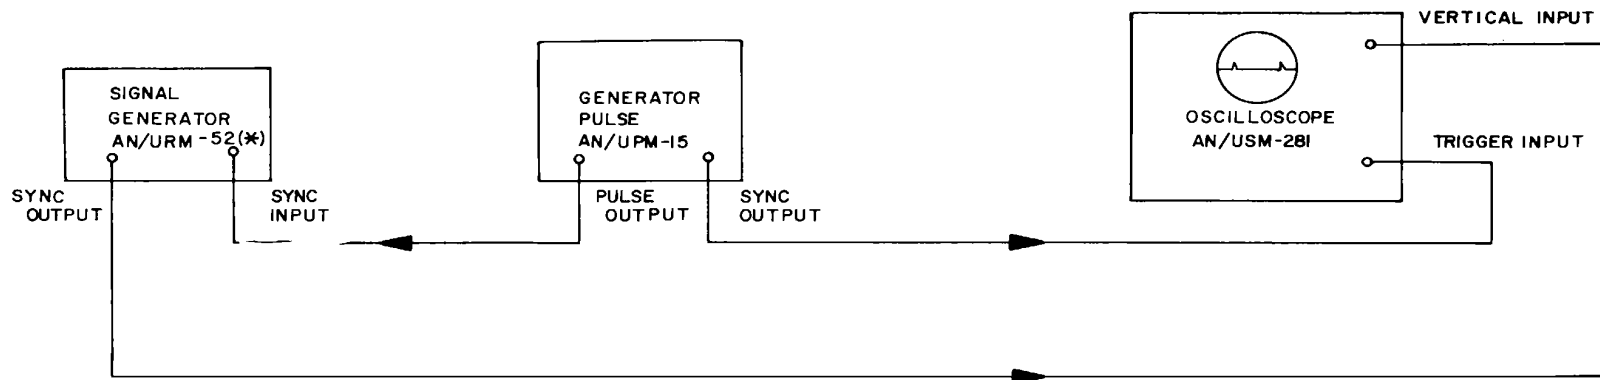 SIGNAL
GENERATOR
AN/URM-52(*)
SYNC
OUTPUT
SYNC
INPUT
GENERATOR
PULSE
AN/UPM-15
PULSE
OUTPUT
SYNC
OUTPUT
OSCILLOSCOPE
AN/USM-281
VERTICAL INPUT
TRIGGER INPUT